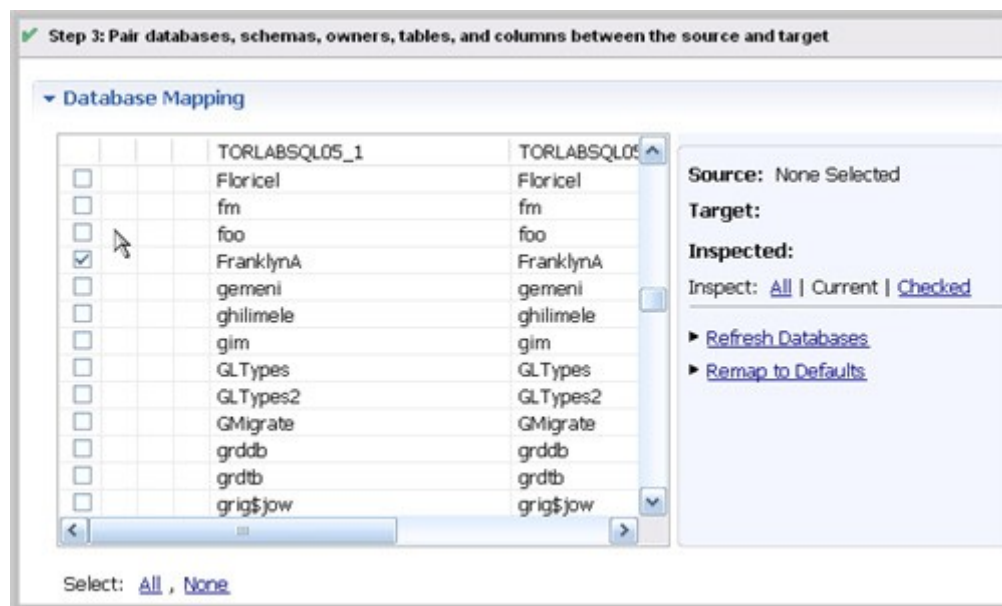 Step 3: Pair databases, schemas, owners, tables, and columns between the source and target
Database Mapping
TORLABSQL05_1 TORLABSQL05
Floricel Floricel
fm fm
foo foo
FranklynA FranklynA
gemeni gemeni
ghilimele ghilimele
gim gim
GLTypes GLTypes
GLTypes2 GLTypes2
GMigrate GMigrate
grddb grddb
grdtb grdtb
grig$jow grig$jow
Source: None Selected
Target:
Inspected:
Inspect: All | Current | Checked
Refresh Databases
Remap to Defaults
Select: All , None